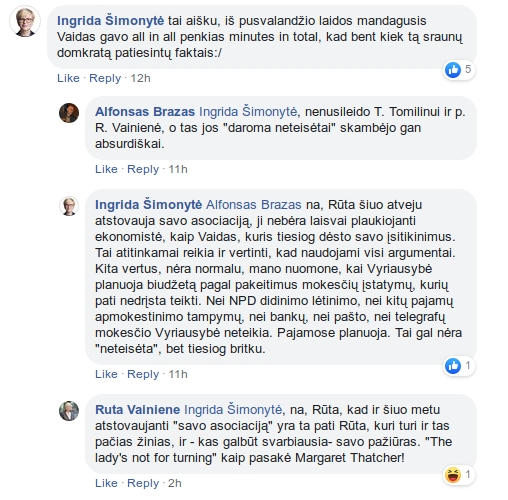 Ingrida Šimonytė tai aišku, iš pusvalandžio laidos mandagusis
Vaidas gavo all in all penkias minutes in total, kad bent kiek tą sraunų
domkratą patiesintų faktais:/
5
Like · Reply · 12h
Alfonsas Brazas Ingrida Šimonytė, nenusileido T. Tomilinui ir p.
R. Vainienė, o tas jos "daroma neteisėtai" skambėjo gan
absurdiškai.
Like · Reply · 11h
Ingrida Šimonytė Alfonsas Brazas na, Rūta šiuo atveju
atstovauja savo asociaciją, ji nebėra laisvai plaukiojanti
ekonomistė, kaip Vaidas, kuris tiesiog dėsto savo įsitikinimus.
Tai atitinkamai reikia ir vertinti, kad naudojami visi argumentai.
Kita vertus, nėra normalu, mano nuomone, kai Vyriausybė
planuoja biudžetą pagal pakeitimus mokesčių įstatymų, kurių
pati nedrįsta teikti. Nei NPD didinimo lėtinimo, nei kitų pajamų
apmokestinimo tampymų, nei bankų, nei pašto, nei telegrafų
mokesčio Vyriausybė neteikia. Pajamose planuoja. Tai gal nėra
"neteisėta", bet tiesiog britku.
1
Like · Reply · 11h
Ruta Vainiene Ingrida Šimonytė, na, Rūta, kad ir šiuo metu
atstovaujanti "savo asociaciją" yra ta pati Rūta, kuri turi ir tas
pačias žinias, ir - kas galbūt svarbiausia- savo pažiūras. "The
lady's not for turning" kaip pasakė Margaret Thatcher!
1
Like · Reply · 2h